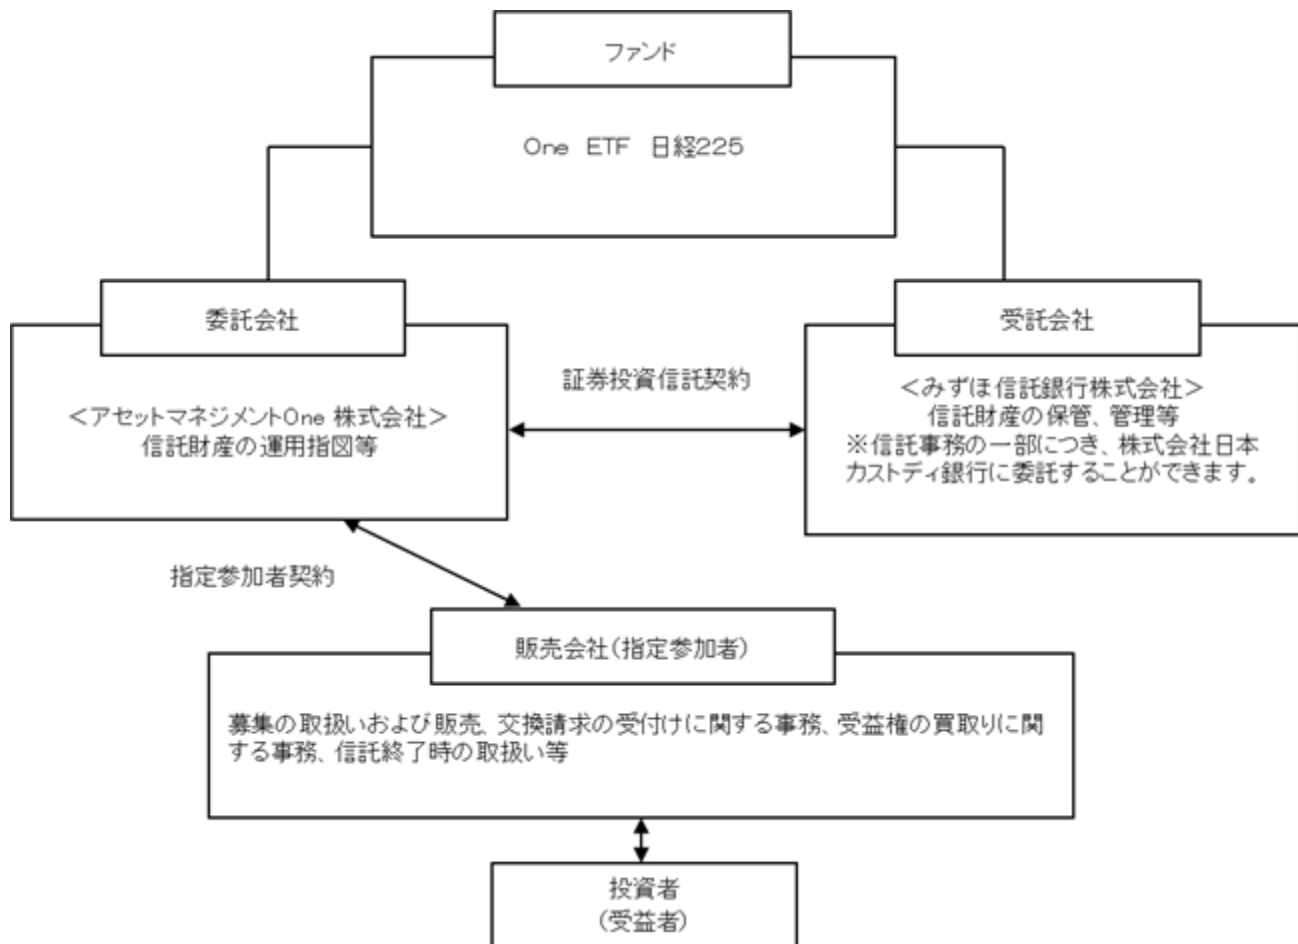 ファンド
One ETF 日経225
委託会社
<アセットマネジメントOne 株式会社>
信託財産の運用指図等
証券投資信託契約
受託会社
<みずほ信託銀行株式会社>
信託財産の保管、管理等
※信託事務の一部につき、株式会社日本
カストディ銀行に委託することができます。
指定参加者契約
販売会社(指定参加者)
募集の取扱いおよび販売、交換請求の受付けに関する事務、受益権の買取りに関
する事務、信託終了時の取扱い等
投資者
(受益者)